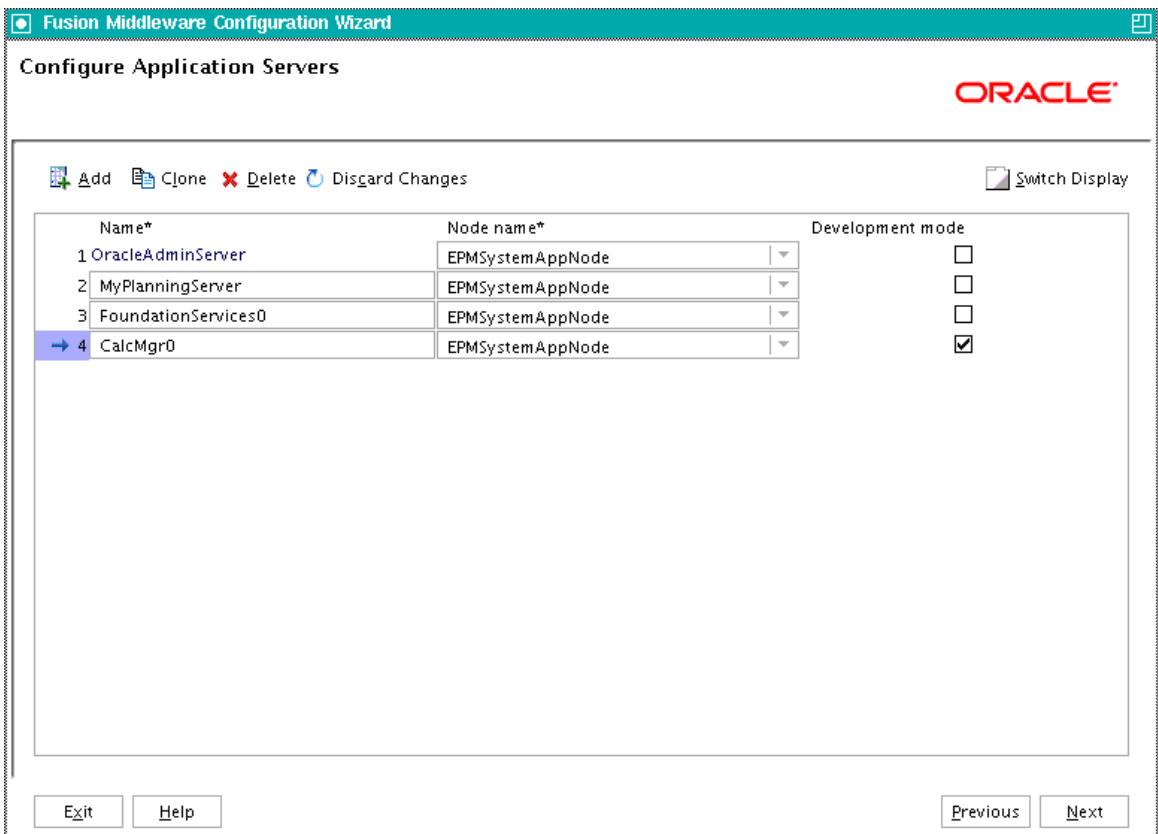 Fusion Middleware Configuration Wizard
Configure Application Servers
ORACLE
Add Clone Delete Discard Changes Switch Display
Name* Node name* Development mode
1 OracleAdminServer EPMSystemAppNode
2 MyPlanningServer EPMSystemAppNode
3 FoundationServices0 EPMSystemAppNode
4 CalcMgr0 EPMSystemAppNode
Exit Help Previous Next